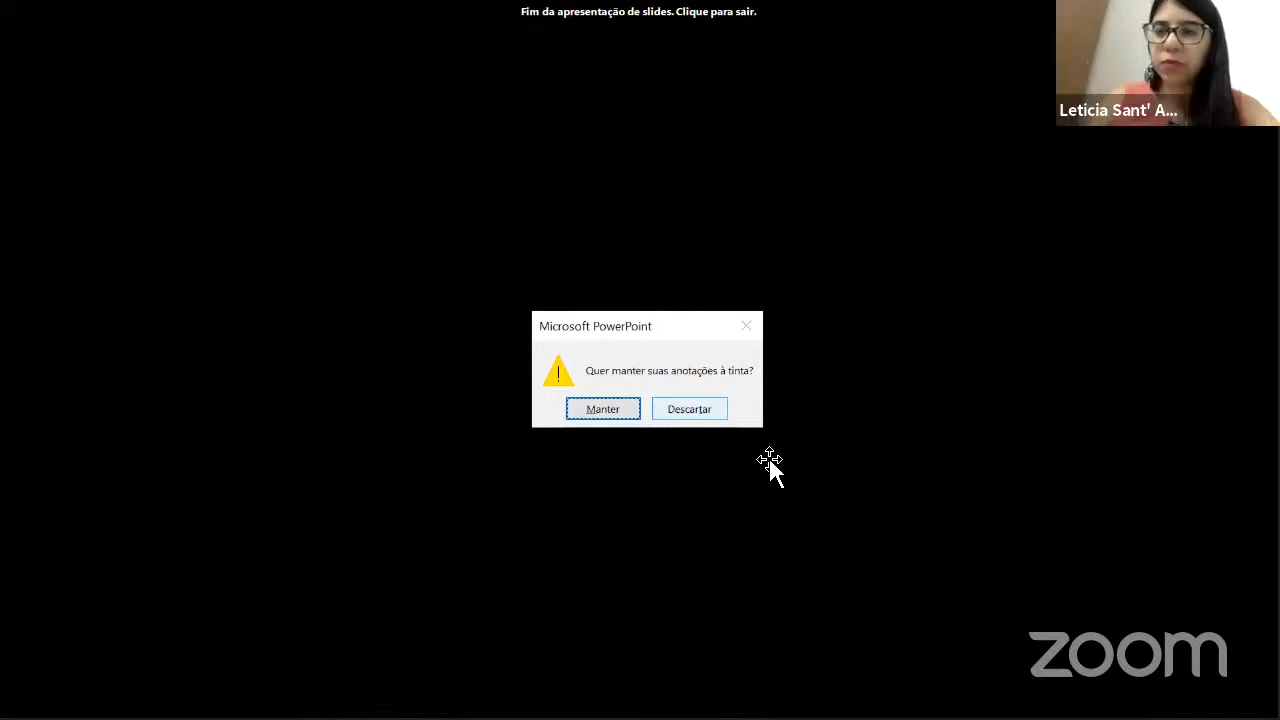 Fim da apresentação de slides. Clique para sair.
Leticia Sant' A...
Microsoft PowerPoint
Quer manter suas anotações à tinta?
Manter
Descartar
zoom